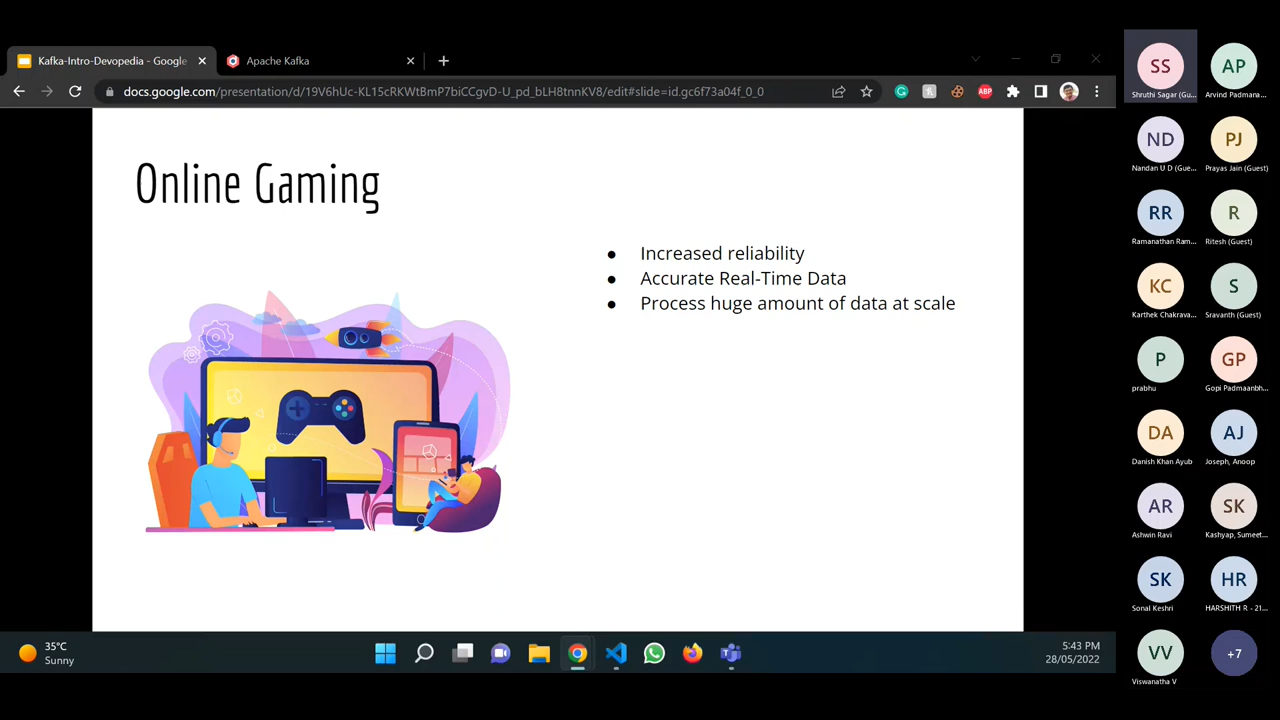 Kafka-Intro-Devopedia - Google
Apache Kafka
docs.google.com/presentation/d/19V6hUc-KL15cRKWtBmP7biCCgvD-U_pd_bLH8tnnKV8/edit#slide=id.gc6f73a04f_0_0
ABP
Online Gaming
● Increased reliability
● Accurate Real-Time Data
● Process huge amount of data at scale
35°C
Sunny
5:43 PM
28/05/2022
SS
Shruthi Sagar (Gu...
AP
Arvind Padmana...
ND
Nandan U D (Gue...
PJ
Prayas Jain (Guest)
RR
Ramanathan Ram...
R
Ritesh (Guest)
KC
Karthek Chakrava...
S
Sravanth (Guest)
P
prabhu
GP
Gopi Padmaanbh...
DA
Danish Khan Ayub
AJ
Joseph, Anoop
AR
Ashwin Ravi
SK
Kashyap, Sumeet...
SK
Sonal Keshri
HR
HARSHITH R - 21...
VV
Viswanatha V
+7